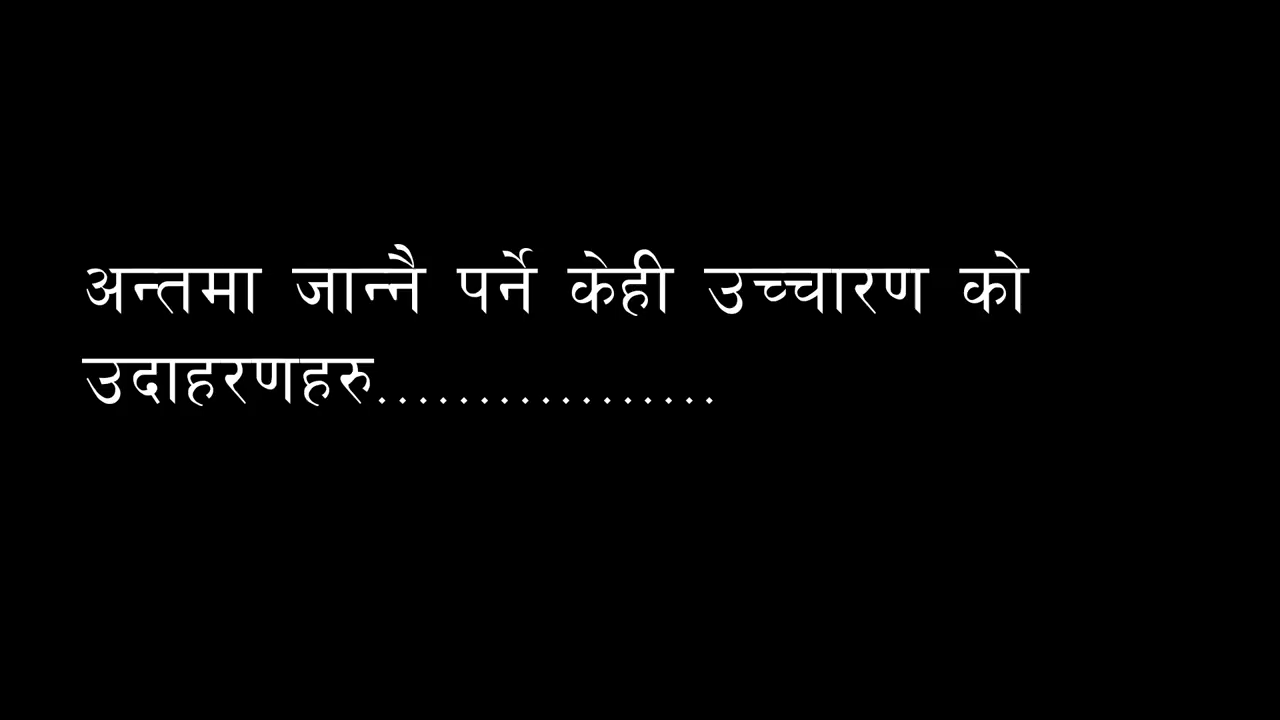 अन्तमा जान्नै पर्ने केही उच्चारण को
उदाहरणहरु.................